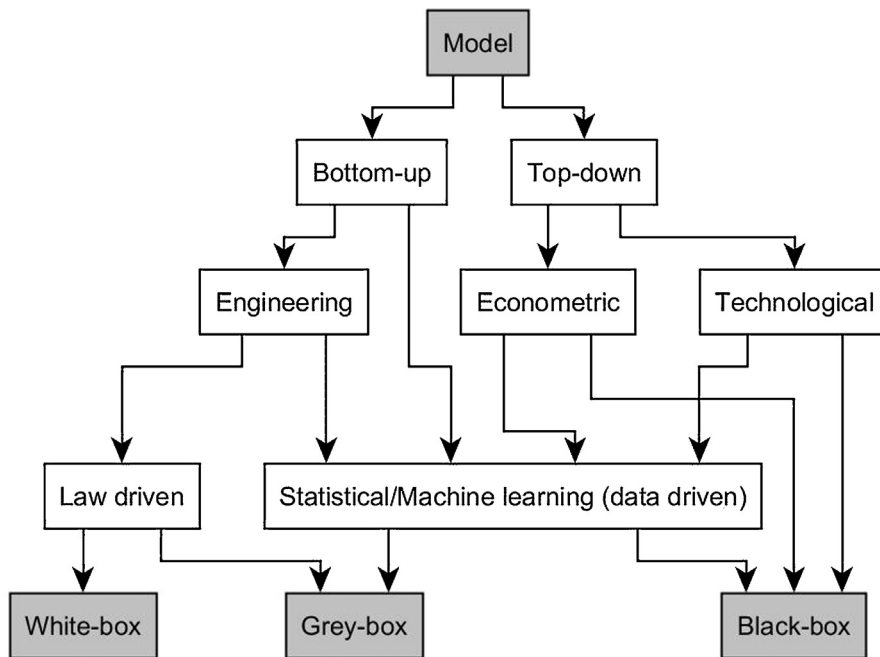 Model
Bottom-up
Top-down
Engineering
Econometric
Technological
Law driven
Statistical/Machine learning (data driven)
White-box
Grey-box
Black-box